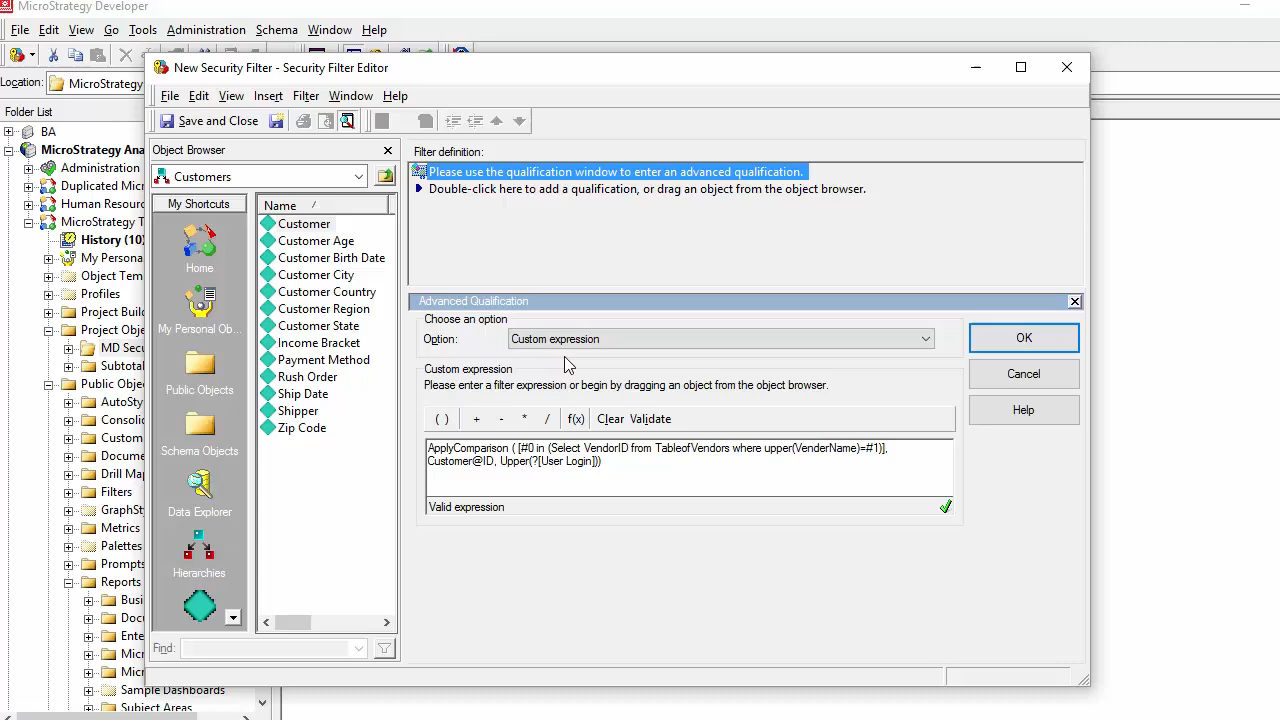 MicroStrategy Developer
File Edit View Go Tools Administration Schema Window Help
Location: MicroStrategy
Folder List
BA
MicroStrategy Ana
Administration
Duplicated Micr
Human Resourc
MicroStrategy T
History (10)
My Persona
Object Tem
Profiles
Project Buil
Project Obje
MD Secu
Subtotal
Public Objec
AutoStyl
Consolic
Custom
Docume
Drill Map
Filters
GraphSty
Metrics
Palettes
Prompts
Reports
Busi
Docu
Ente
Micr
Micr
Sample Dashboards
Subject Areas
New Security Filter - Security Filter Editor
File Edit View Insert Filter Window Help
Save and Close
Object Browser
Customers
My Shortcuts
Home
My Personal Ob...
Public Objects
Schema Objects
Data Explorer
Hierarchies
Name
Customer
Customer Age
Customer Birth Date
Customer City
Customer Country
Customer Region
Customer State
Income Bracket
Payment Method
Rush Order
Ship Date
Shipper
Zip Code
Find:
Filter definition:
Please use the qualification window to enter an advanced qualification.
Double-click here to add a qualification, or drag an object from the object browser.
Advanced Qualification
Choose an option
Option: Custom expression
Custom expression
Please enter a filter expression or begin by dragging an object from the object browser.
( ) + - * / f(x) Clear Validate
ApplyComparison ( [#0 in (Select VendorID from TableofVendors where upper(VenderName)=#1)],
Customer@ID, Upper(?[User Login]))
Valid expression
OK
Cancel
Help